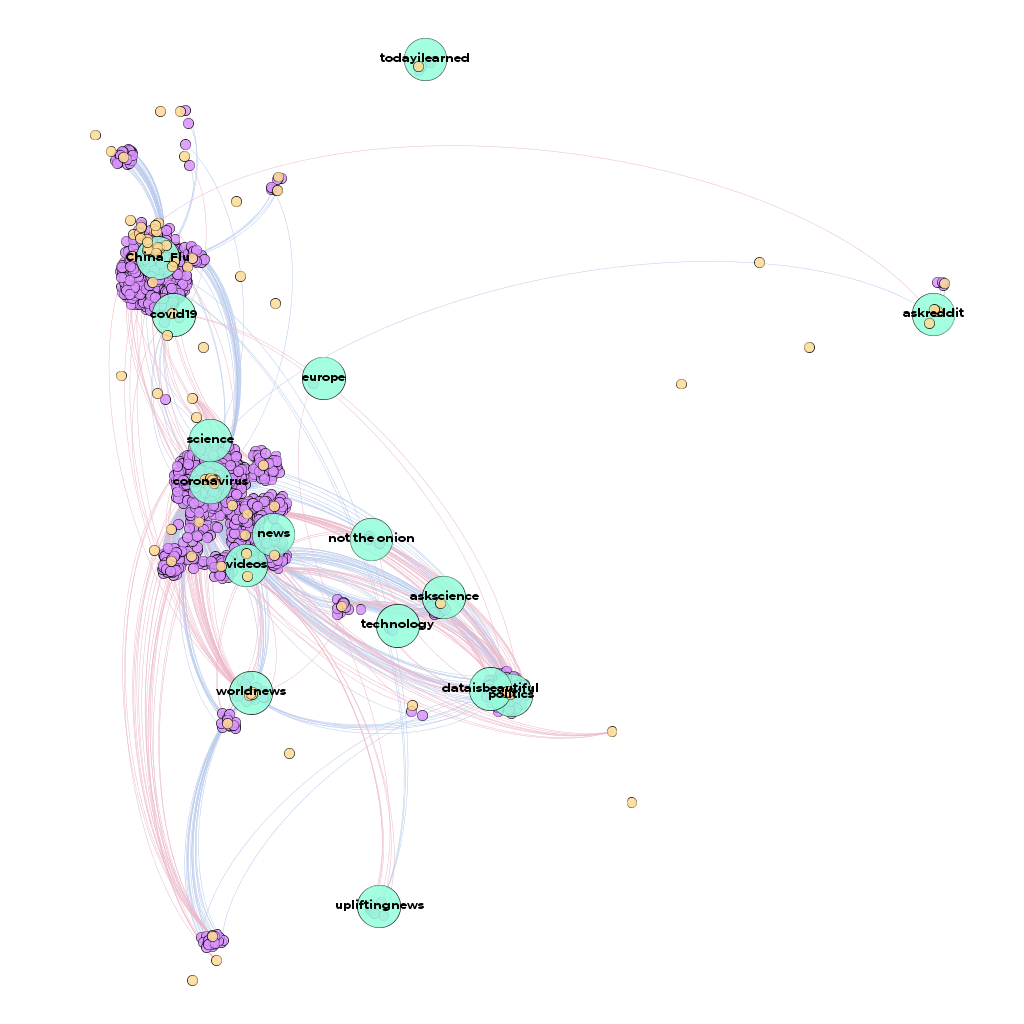 todayilearned
China_Flu
covid19
askreddit
europe
science
coronavirus
news
not the onion
videos
askscience
technology
worldnews
dataisbeautiful
politics
upliftingnews